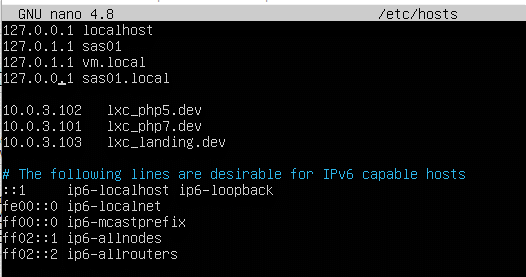 GNU nano 4.8 /etc/hosts
127.0.0.1 localhost
127.0.1.1 sas01
127.0.1.1 vm.local
127.0.0.1 sas01.local
10.0.3.102 lxc_php5.dev
10.0.3.101 lxc_php7.dev
10.0.3.103 lxc_landing.dev
# The following lines are desirable for IPv6 capable hosts
::1 ip6-localhost ip6-loopback
fe00::0 ip6-localnet
ff00::0 ip6-mcastprefix
ff02::1 ip6-allnodes
ff02::2 ip6-allrouters